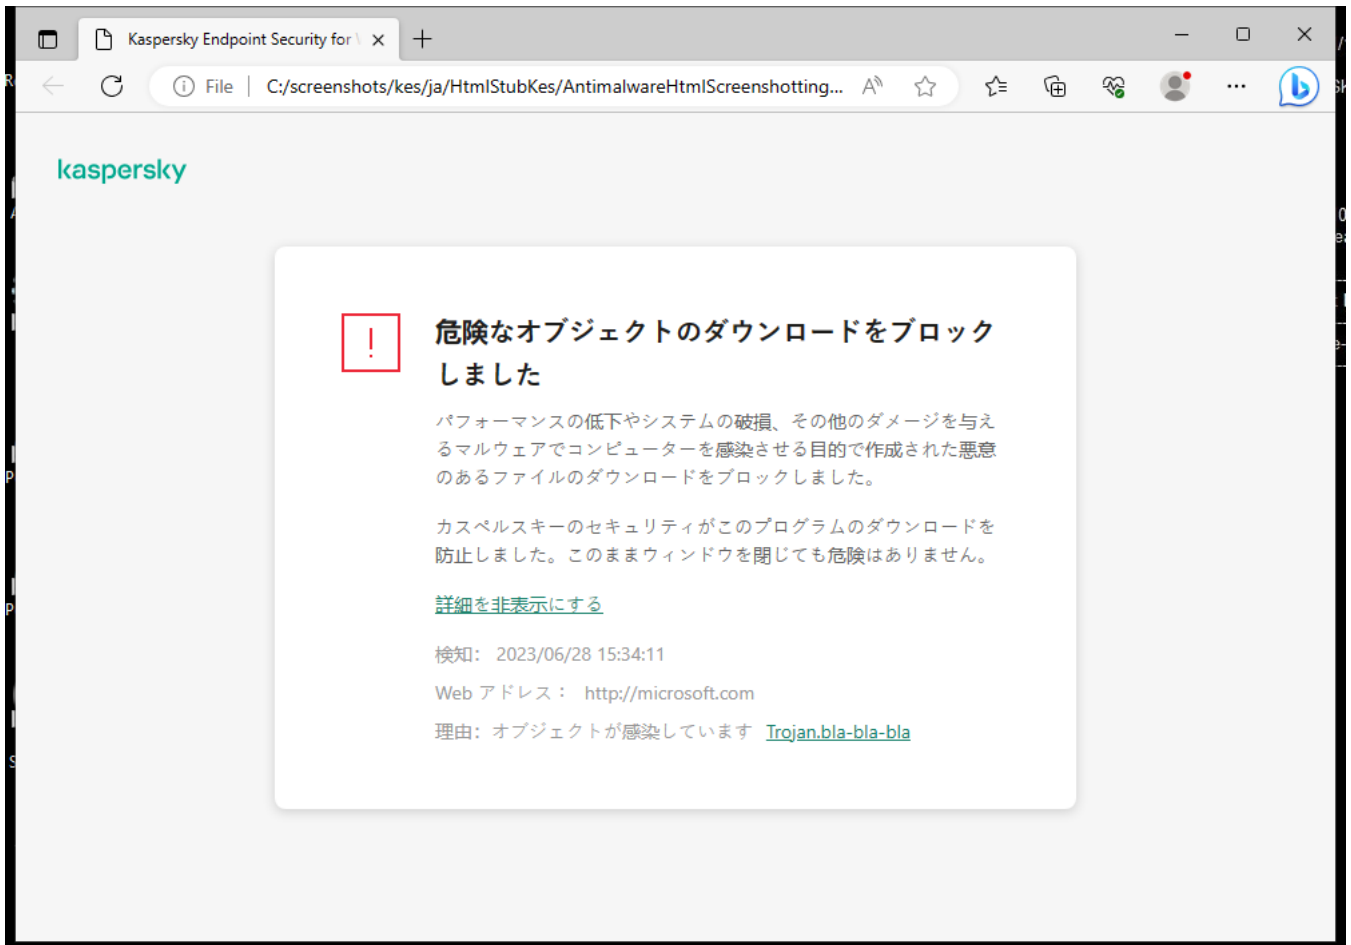 Kaspersky Endpoint Security for
File
C:/screenshots/kes/ja/HtmlStubKes/AntimalwareHtmlScreenshotting...
kaspersky
危険なオブジェクトのダウンロードをブロック
しました
パフォーマンスの低下やシステムの破損、その他のダメージを与え
るマルウェアでコンピューターを感染させる目的で作成された悪意
のあるファイルのダウンロードをブロックしました。
カスペルスキーのセキュリティがこのプログラムのダウンロードを
防止しました。このままウィンドウを閉じても危険はありません。
詳細を非表示にする
検知: 2023/06/28 15:34:11
Web アドレス： http://microsoft.com
理由: オブジェクトが感染しています Trojan.bla-bla-bla